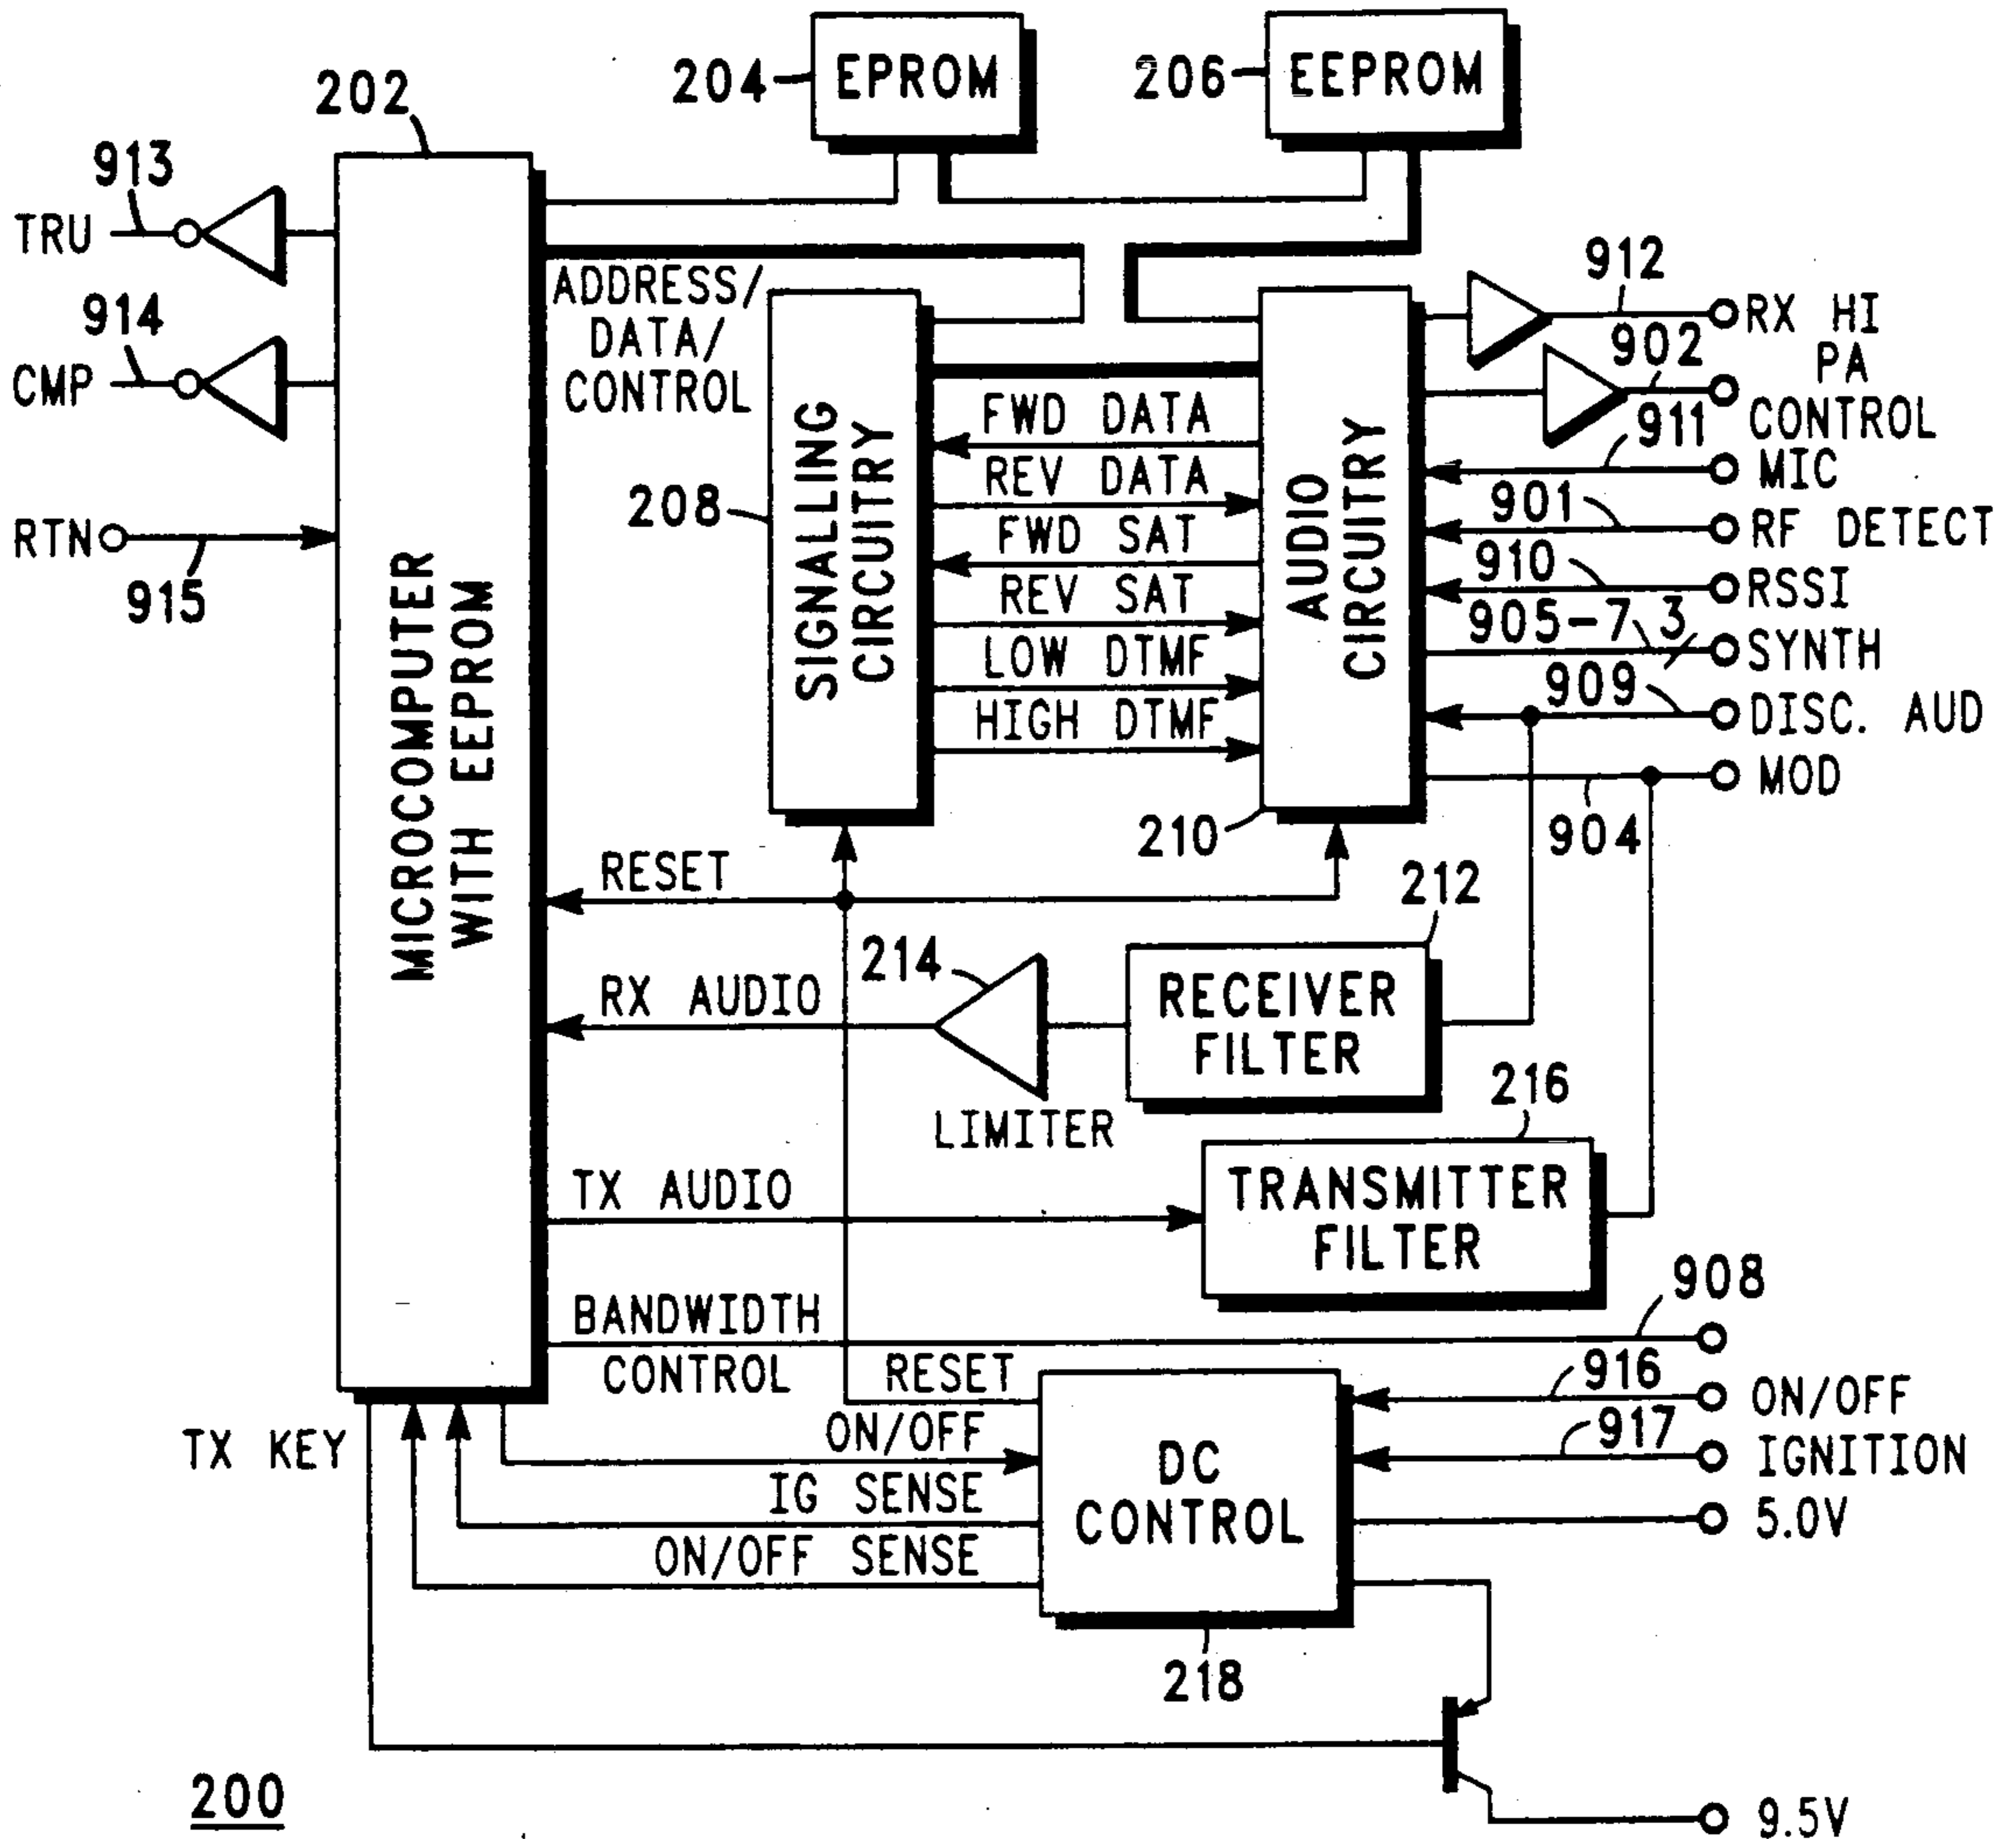 204
EPROM
206
EEPROM
202
913
TRU
914
CMP
RTN
915
MICROCOMPUTER
WITH EEPROM
ADDRESS/
DATA/
CONTROL
208
SIGNALLING
CIRCUITRY
FWD DATA
REV DATA
FWD SAT
REV SAT
LOW DTMF
HIGH DTMF
AUDIO
CIRCUITRY
210
912
RX HI
902
PA
CONTROL
911
MIC
901
RF DETECT
910
RSSI
905-7, 3
SYNTH
909
DISC. AUD
MOD
904
RESET
212
214
RX AUDIO
RECEIVER
FILTER
LIMITER
216
TX AUDIO
TRANSMITTER
FILTER
908
BANDWIDTH
CONTROL
RESET
916
ON/OFF
TX KEY
ON/OFF
917
IGNITION
IG SENSE
DC
CONTROL
5.0V
ON/OFF SENSE
218
200
9.5V